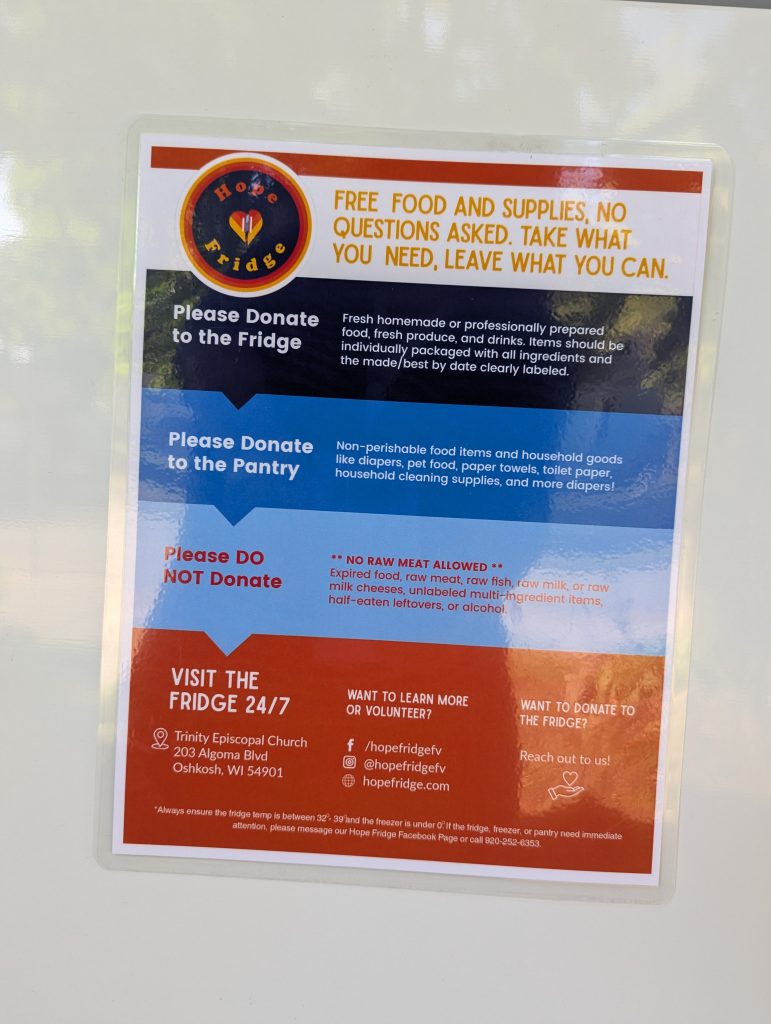 Hope
Fridge
FREE FOOD AND SUPPLIES, NO
QUESTIONS ASKED. TAKE WHAT
YOU NEED, LEAVE WHAT YOU CAN.
Please Donate
to the Fridge
Fresh homemade or professionally prepared
food, fresh produce, and drinks. Items should be
individually packaged with all ingredients and
the made/best by date clearly labeled.
Please Donate
to the Pantry
Non-perishable food items and household goods
like diapers, pet food, paper towels, toilet paper,
household cleaning supplies, and more diapers!
Please DO
NOT Donate
** NO RAW MEAT ALLOWED **
Expired food, raw meat, raw fish, raw milk, or raw
milk cheeses, unlabeled multi-ingredient items,
half-eaten leftovers, or alcohol.
VISIT THE
FRIDGE 24/7
Trinity Episcopal Church
203 Algoma Blvd
Oshkosh, WI 54901
WANT TO LEARN MORE
OR VOLUNTEER?
/hopefridgefv
@hopefridgefv
hopefridge.com
WANT TO DONATE TO
THE FRIDGE?
Reach out to us!
*Always ensure the fridge temp is between 32°- 39°and the freezer is under 0°.If the fridge, freezer, or pantry need immediate
attention, please message our Hope Fridge Facebook Page or call 920-252-6353.